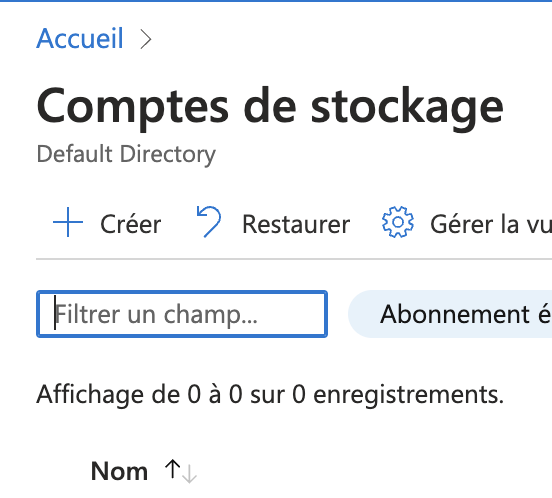 Accueil >
Comptes de stockage
Default Directory
Créer Restaurer Gérer la vu
Filtrer un champ... Abonnement é
Affichage de 0 à 0 sur 0 enregistrements.
Nom ↑↓